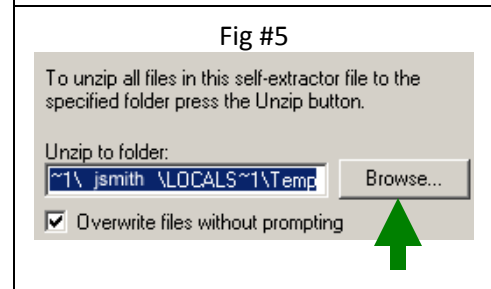 Fig #5
To unzip all files in this self-extractor file to the
specified folder press the Unzip button.
Unzip to folder:
~1\ jsmith \LOCALS~1\Temp
Browse...
Overwrite files without prompting